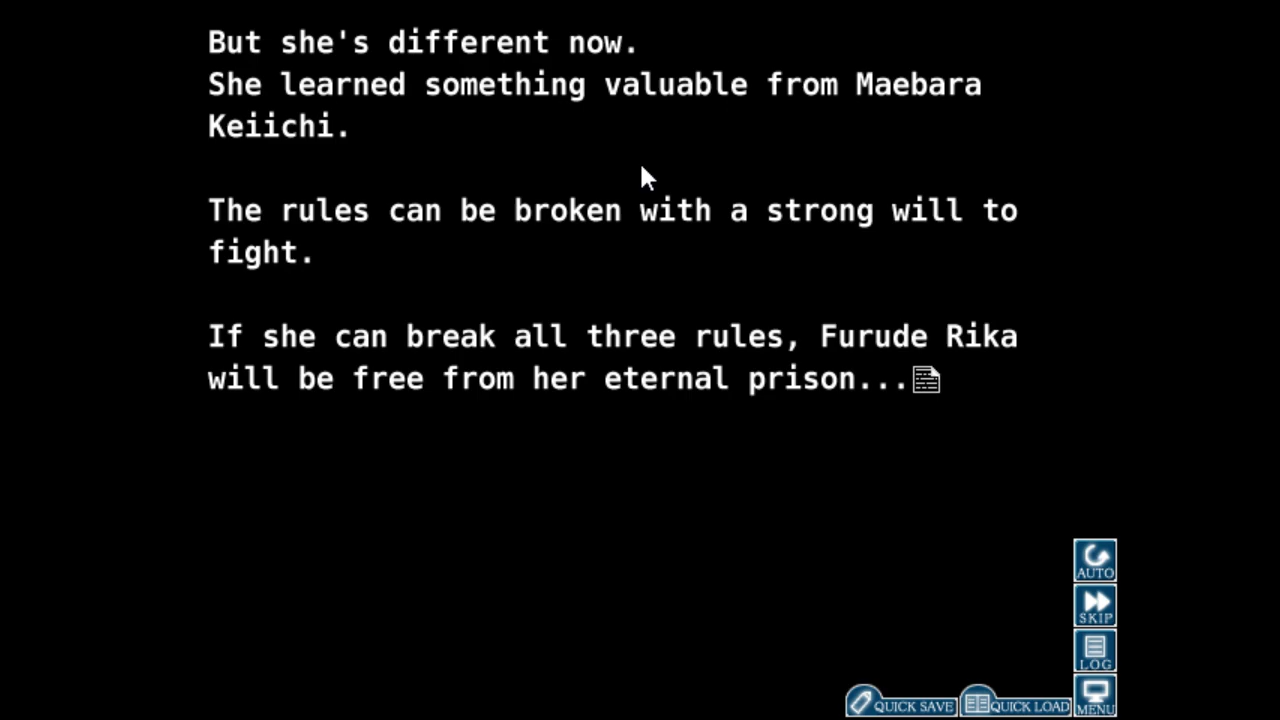 But she's different now.
She learned something valuable from Maebara
Keiichi.
The rules can be broken with a strong will to
fight.
If she can break all three rules, Furude Rika
will be free from her eternal prison...
AUTO
SKIP
LOG
QUICK SAVE
QUICK LOAD
MENU